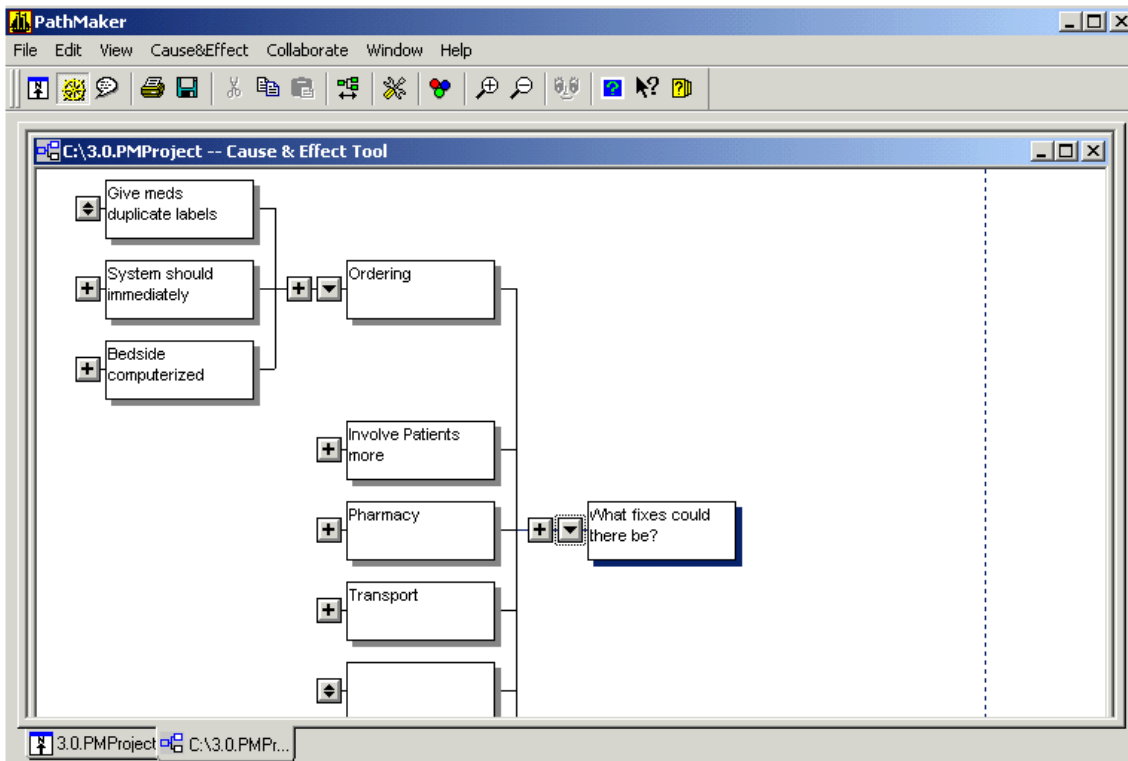 PathMaker
File Edit View Cause&Effect Collaborate Window Help
C:\3.0.PMProject -- Cause & Effect Tool
Give meds
duplicate labels
System should
immediately
Ordering
Bedside
computerized
Involve Patients
more
Pharmacy
What fixes could
there be?
Transport
3.0.PMProject
C:\3.0.PMPr...